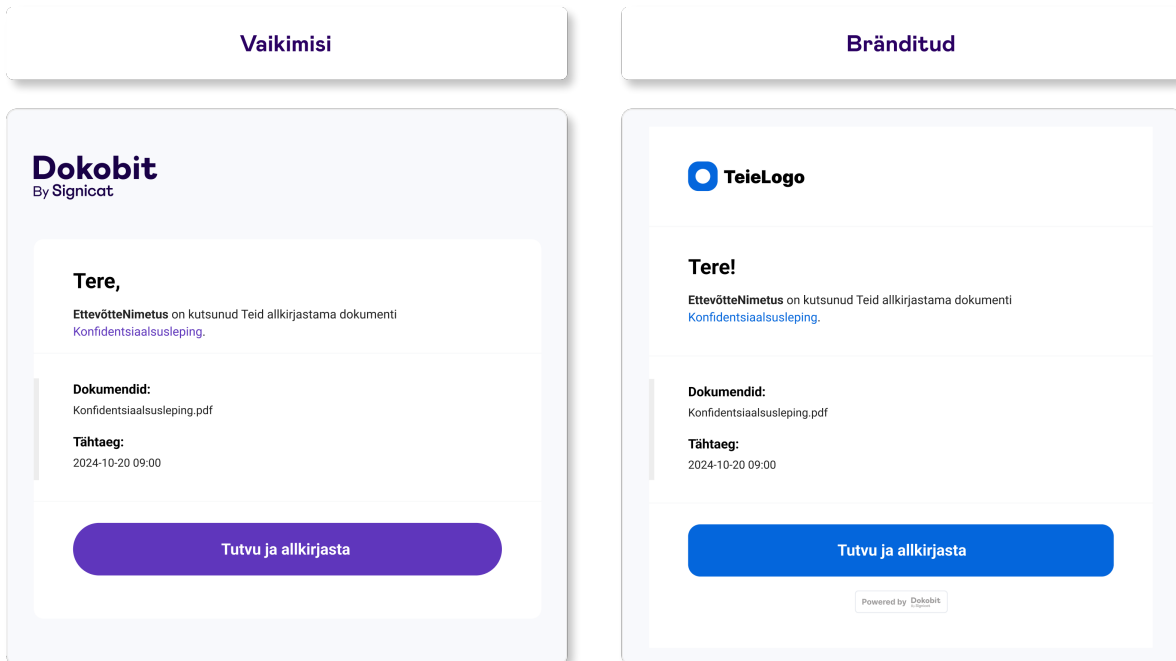 Vaikimisi
Bränditud
Dokobit
By Signicat
Tere,
EttevõtteNimetus on kutsunud Teid allkirjastama dokumenti
Konfidentsiaalsusleping.
Dokumendid:
Konfidentsiaalsusleping.pdf
Tähtaeg:
2024-10-20 09:00
Tutvu ja allkirjasta
TeieLogo
Tere!
EttevõtteNimetus on kutsunud Teid allkirjastama dokumenti
Konfidentsiaalsusleping.
Dokumendid:
Konfidentsiaalsusleping.pdf
Tähtaeg:
2024-10-20 09:00
Tutvu ja allkirjasta
Powered by Dokobit
By Signicat